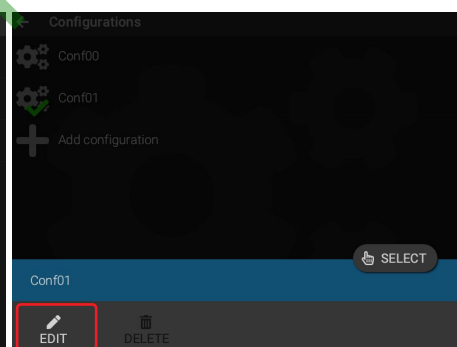 Configurations
Conf00
Conf01
Add configuration
SELECT
Conf01
EDIT
DELETE